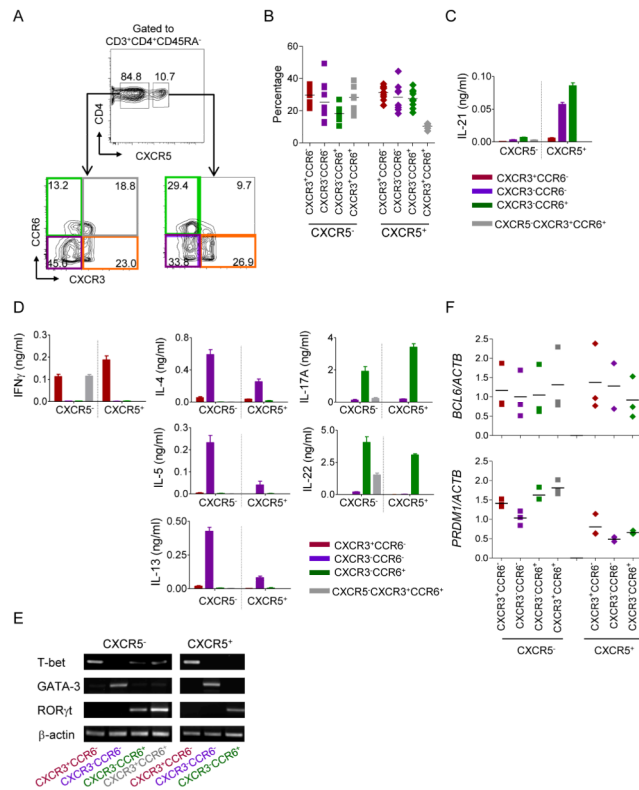 A
Gated to
CD3⁺CD4⁺CD45RA⁻
84.8 10.7
CD4
CXCR5
13.2 18.8
45.0 23.0
29.4 9.7
33.8 26.9
CCR6
CXCR3
B
Percentage
60
40
20
0
CXCR3⁺CCR6⁻
CXCR3⁻CCR6⁻
CXCR3⁻CCR6⁺
CXCR3⁺CCR6⁺
CXCR3⁺CCR6⁻
CXCR3⁻CCR6⁻
CXCR3⁻CCR6⁺
CXCR3⁺CCR6⁺
CXCR5⁻ CXCR5⁺
C
IL-21 (ng/ml)
0.10
0.05
0.00
CXCR5⁻ CXCR5⁺
CXCR3⁺CCR6⁻
CXCR3⁻CCR6⁻
CXCR3⁻CCR6⁺
CXCR5⁻CXCR3⁺CCR6⁺
D
IFNγ (ng/ml)
0.3
0.2
0.1
0.0
CXCR5⁻ CXCR5⁺
IL-4 (ng/ml)
0.9
0.6
0.3
0.0
CXCR5⁻ CXCR5⁺
IL-17A (ng/ml)
4
2
0
CXCR5⁻ CXCR5⁺
IL-5 (ng/ml)
0.3
0.2
0.1
0.0
CXCR5⁻ CXCR5⁺
IL-22 (ng/ml)
4
2
0
CXCR5⁻ CXCR5⁺
IL-13 (ng/ml)
0.50
0.25
0.00
CXCR5⁻ CXCR5⁺
CXCR3⁺CCR6⁻
CXCR3⁻CCR6⁻
CXCR3⁻CCR6⁺
CXCR5⁻CXCR3⁺CCR6⁺
E
CXCR5⁻ CXCR5⁺
T-bet
GATA-3
RORγt
β-actin
CXCR3⁺CCR6⁻
CXCR3⁻CCR6⁻
CXCR3⁻CCR6⁺
CXCR3⁺CCR6⁺
CXCR3⁺CCR6⁻
CXCR3⁻CCR6⁻
CXCR3⁻CCR6⁺
F
BCL6/ACTB
2.5
2.0
1.5
1.0
0.5
0.0
PRDM1/ACTB
2.5
2.0
1.5
1.0
0.5
0.0
CXCR3⁺CCR6⁻
CXCR3⁻CCR6⁻
CXCR3⁻CCR6⁺
CXCR3⁺CCR6⁺
CXCR3⁺CCR6⁻
CXCR3⁻CCR6⁻
CXCR3⁻CCR6⁺
CXCR5⁻ CXCR5⁺